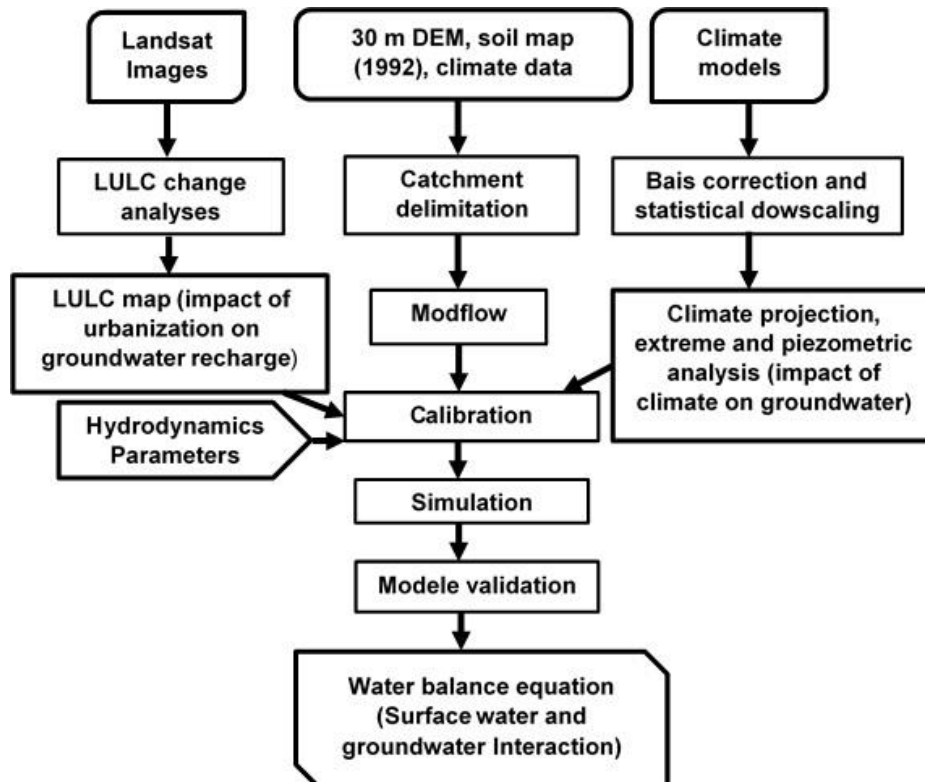 Landsat
Images
30 m DEM, soil map
(1992), climate data
Climate
models
LULC change
analyses
Catchment
delimitation
Bais correction and
statistical dowscaling
LULC map (impact of
urbanization on
groundwater recharge)
Modflow
Climate projection,
extreme and piezometric
analysis (impact of
climate on groundwater)
Hydrodynamics
Parameters
Calibration
Simulation
Modele validation
Water balance equation
(Surface water and
groundwater Interaction)